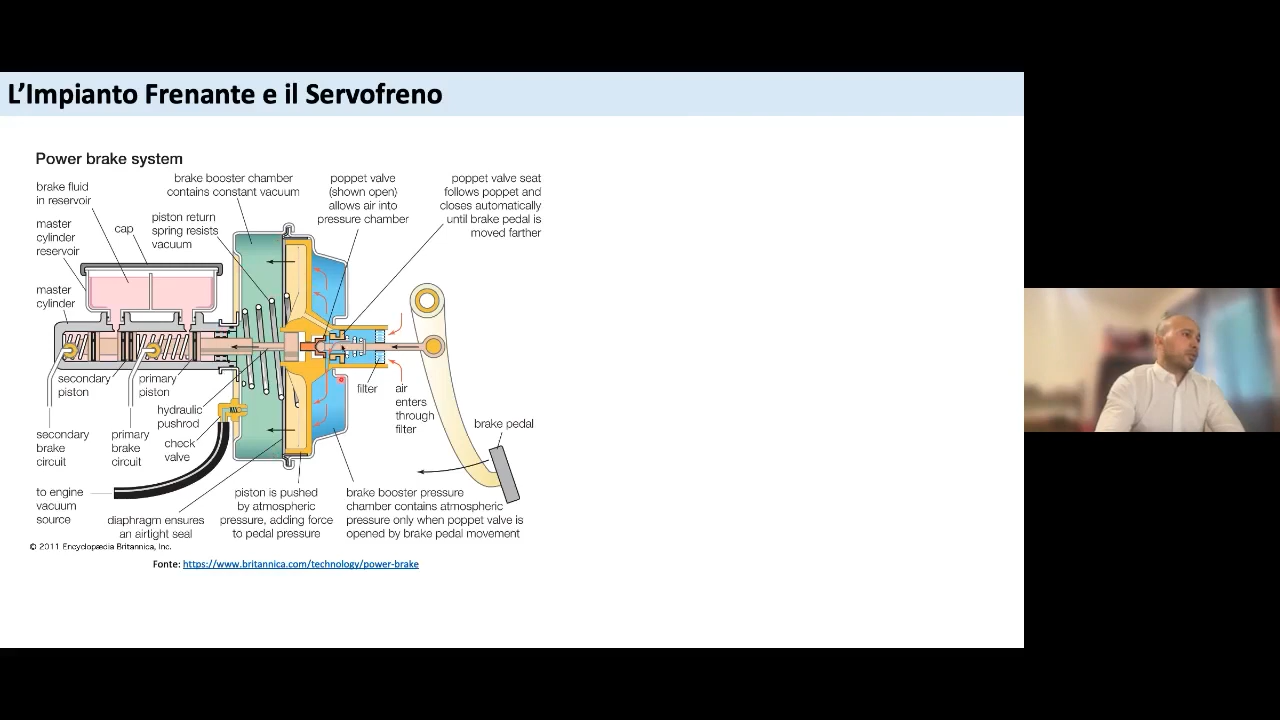 L’Impianto Frenante e il Servofreno
Power brake system
brake fluid
in reservoir
master
cylinder
reservoir
cap
master
cylinder
piston return
spring resists
vacuum
brake booster chamber
contains constant vacuum
poppet valve
(shown open)
allows air into
pressure chamber
poppet valve seat
follows poppet and
closes automatically
until brake pedal is
moved farther
secondary
piston
primary
piston
hydraulic
pushrod
check
valve
filter
air
enters
through
filter
brake pedal
secondary
brake
circuit
primary
brake
circuit
to engine
vacuum
source
diaphragm ensures
an airtight seal
piston is pushed
by atmospheric
pressure, adding force
to pedal pressure
brake booster pressure
chamber contains atmospheric
pressure only when poppet valve is
opened by brake pedal movement
© 2011 Encyclopædia Britannica, Inc.
Fonte: https://www.britannica.com/technology/power-brake